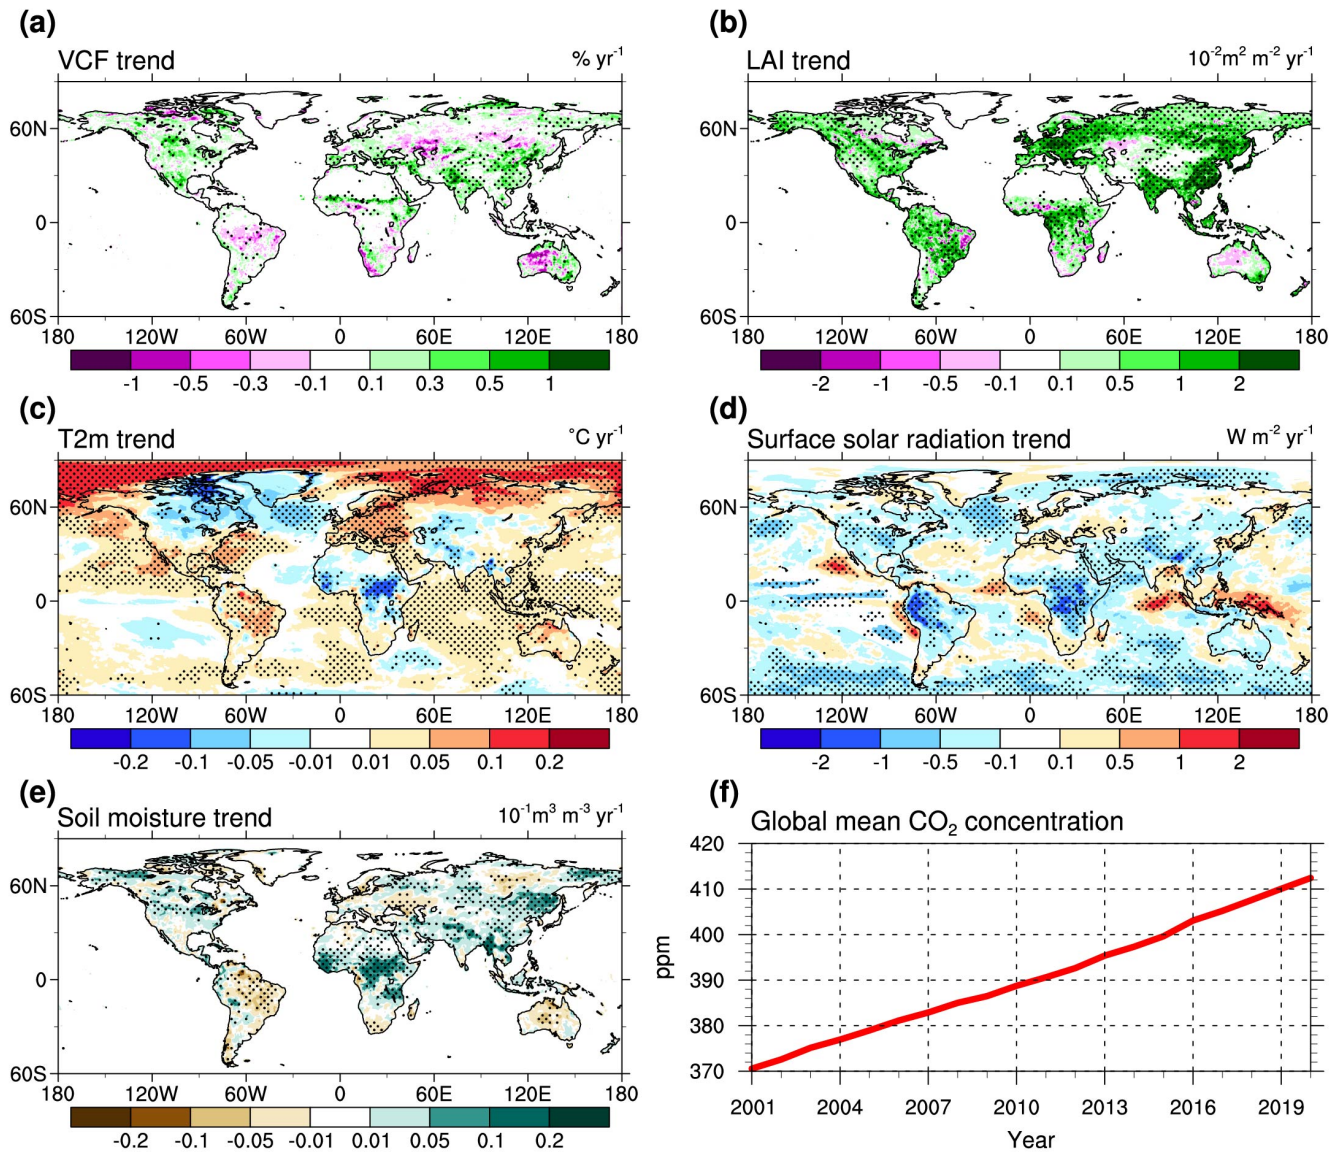 (a)
VCF trend % yr-1
60N
0
60S
180 120W 60W 0 60E 120E 180
-1 -0.5 -0.3 -0.1 0.1 0.3 0.5 1
(b)
LAI trend 10-2m2 m-2 yr-1
60N
0
60S
180 120W 60W 0 60E 120E 180
-2 -1 -0.5 -0.1 0.1 0.5 1 2
(c)
T2m trend °C yr-1
60N
0
60S
180 120W 60W 0 60E 120E 180
-0.2 -0.1 -0.05 -0.01 0.01 0.05 0.1 0.2
(d)
Surface solar radiation trend W m-2 yr-1
60N
0
60S
180 120W 60W 0 60E 120E 180
-2 -1 -0.5 -0.1 0.1 0.5 1 2
(e)
Soil moisture trend 10-1m3 m-3 yr-1
60N
0
60S
180 120W 60W 0 60E 120E 180
-0.2 -0.1 -0.05 -0.01 0.01 0.05 0.1 0.2
(f)
Global mean CO2 concentration
420
410
400
390
380
370
ppm
2001 2004 2007 2010 2013 2016 2019
Year